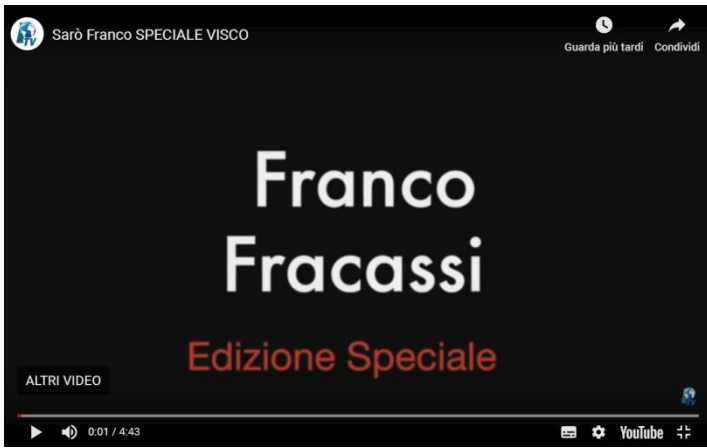 Sarò Franco SPECIALE VISCO
Guarda più tardi Condividi
Franco
Fracassi
Edizione Speciale
ALTRI VIDEO
0:01 / 4:43
YouTube